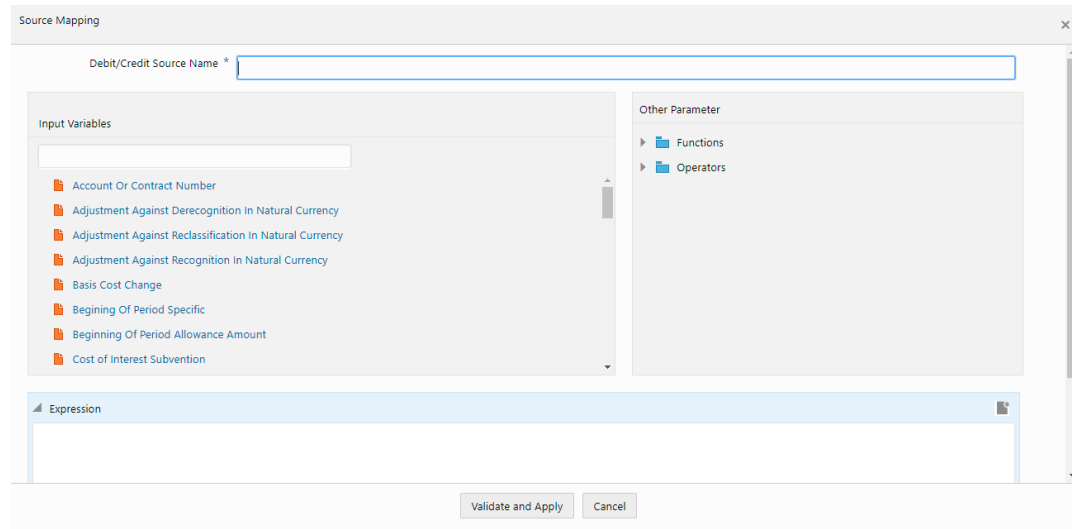 Source Mapping
Debit/Credit Source Name *
Input Variables
Account Or Contract Number
Adjustment Against Derecognition In Natural Currency
Adjustment Against Reclassification In Natural Currency
Adjustment Against Recognition In Natural Currency
Basis Cost Change
Begining Of Period Specific
Beginning Of Period Allowance Amount
Cost of Interest Subvention
Other Parameter
Functions
Operators
Expression
Validate and Apply Cancel